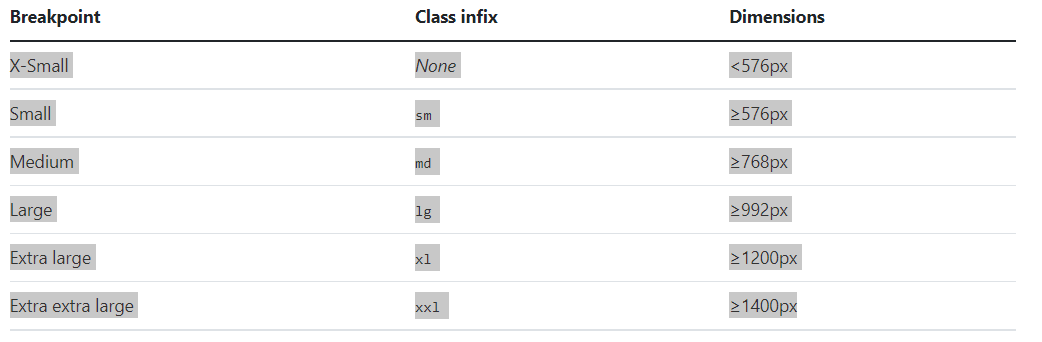 Breakpoint Class infix Dimensions
X-Small None <576px
Small sm ≥576px
Medium md ≥768px
Large lg ≥992px
Extra large xl ≥1200px
Extra extra large xxl ≥1400px